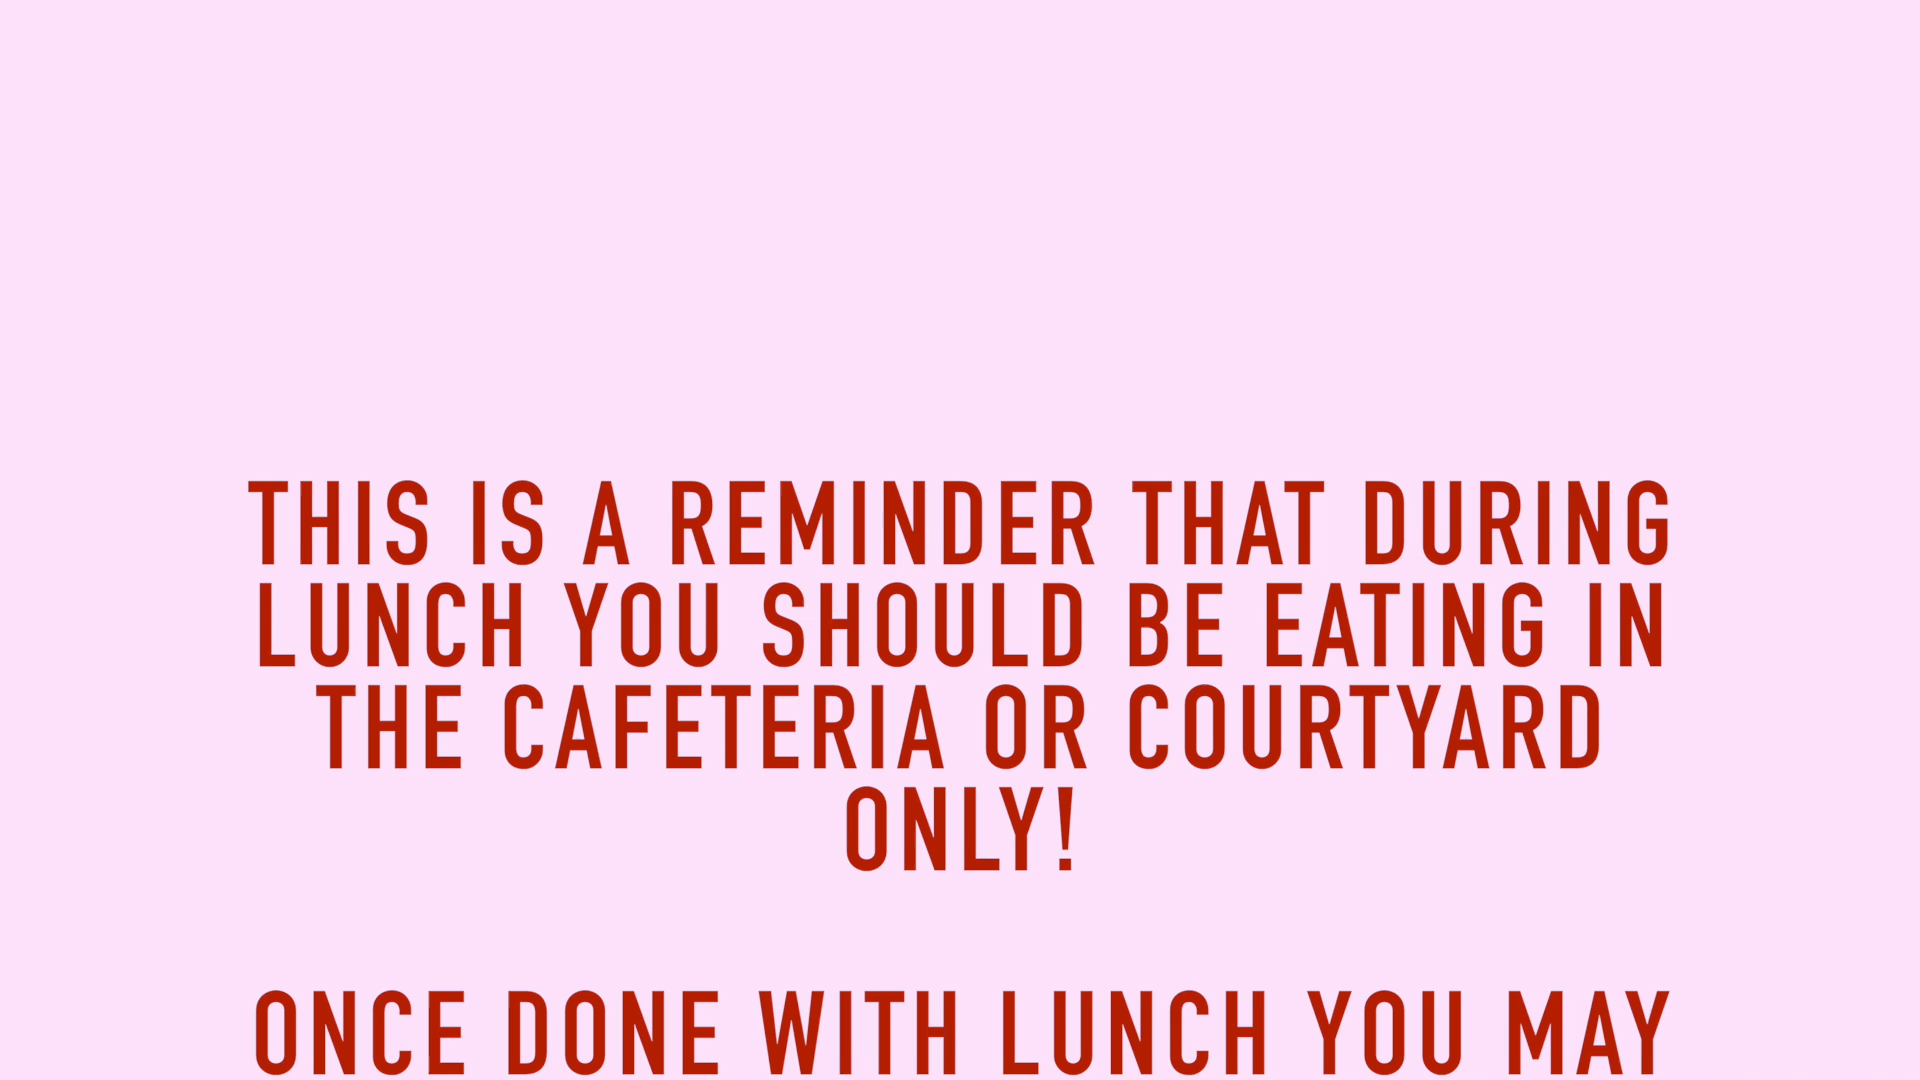 THIS IS A REMINDER THAT DURING
LUNCH YOU SHOULD BE EATING IN
THE CAFETERIA OR COURTYARD
ONLY!
ONCE DONE WITH LUNCH YOU MAY